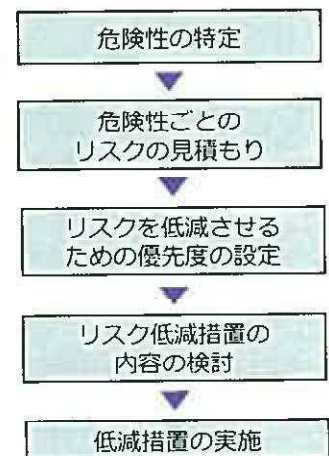 危険性の特定
危険性ごとの
リスクの見積もり
リスクを低減させる
ための優先度の設定
リスク低減措置の
内容の検討
低減措置の実施